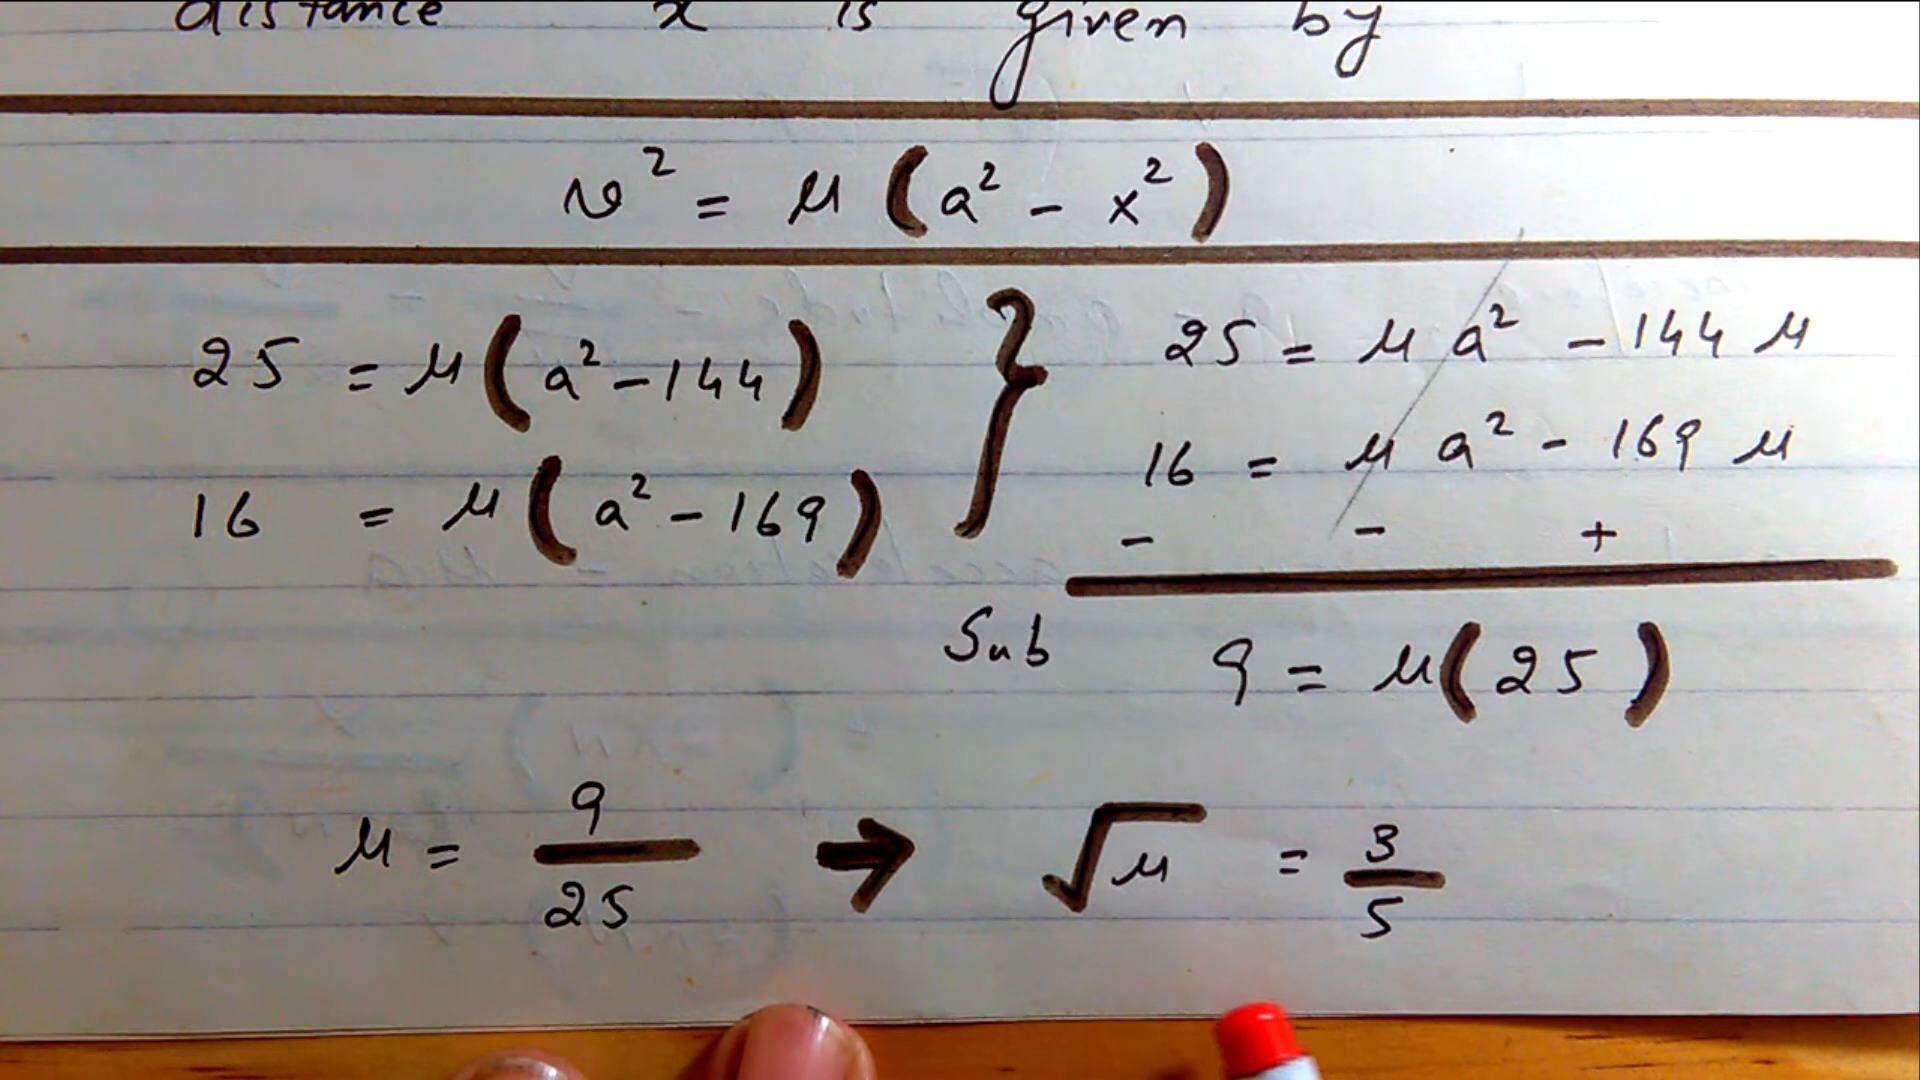 distance x is given by
v² = μ (a² - x²)
25 = μ (a² - 144)
16 = μ (a² - 169)
25 = μ a² - 144 μ
16 = μ a² - 169 μ
- - +
Sub 9 = μ (25)
μ = 9/25 → √μ = 3/5